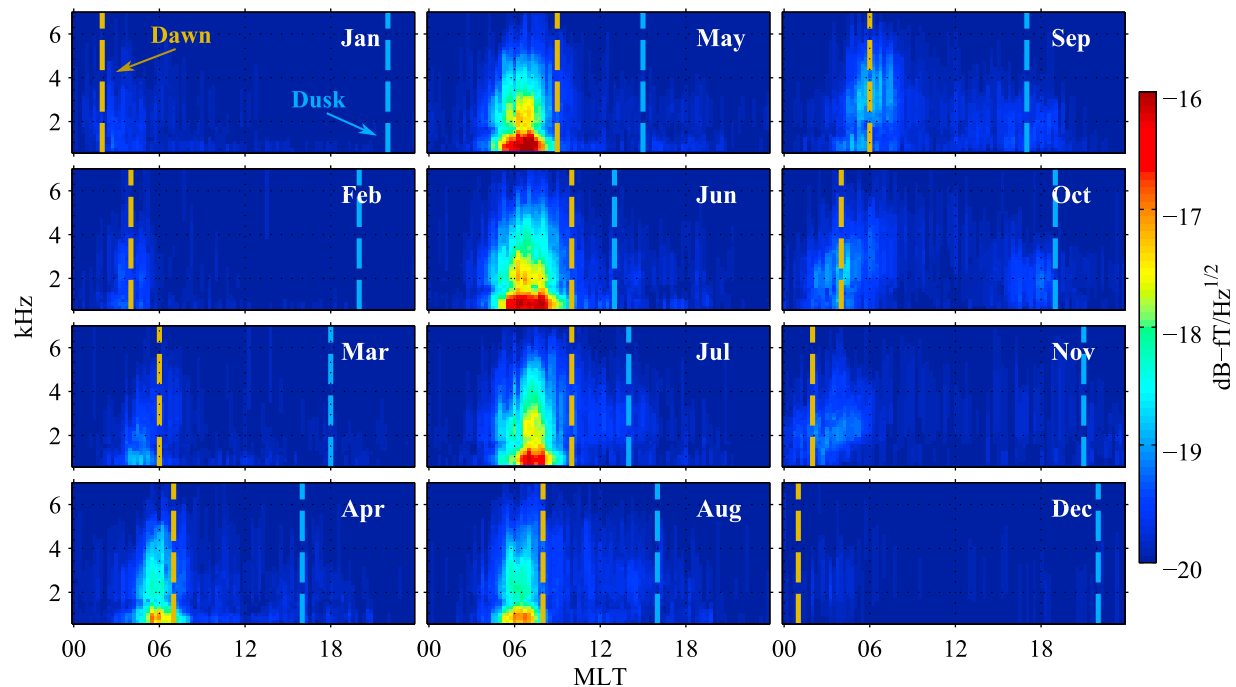 6
4
2
Dawn
Dusk
Jan
May
Sep
6
4
2
Feb
Jun
Oct
6
4
2
Mar
Jul
Nov
6
4
2
Apr
Aug
Dec
00 06 12 18
00 06 12 18
00 06 12 18
kHz
MLT
−16
−17
−18
−19
−20
dB−fT/Hz^1/2